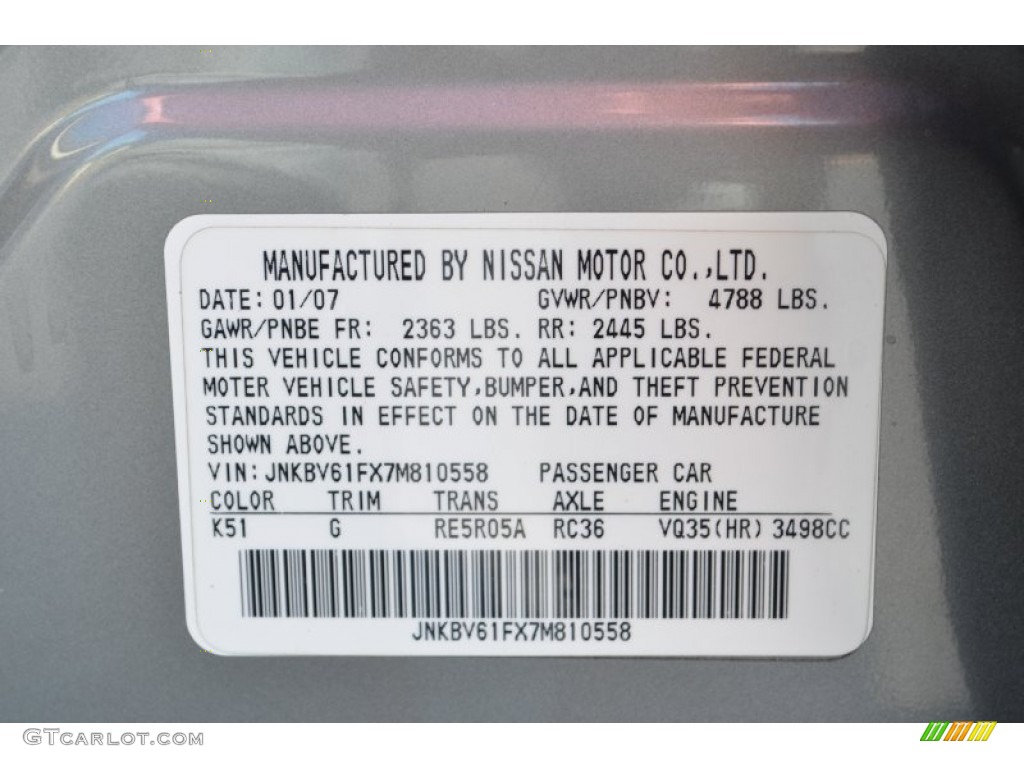 MANUFACTURED BY NISSAN MOTOR CO.,LTD.
DATE: 01/07 GVWR/PNBV: 4788 LBS.
GAWR/PNBE FR: 2363 LBS. RR: 2445 LBS.
THIS VEHICLE CONFORMS TO ALL APPLICABLE FEDERAL
MOTER VEHICLE SAFETY,BUMPER,AND THEFT PREVENTION
STANDARDS IN EFFECT ON THE DATE OF MANUFACTURE
SHOWN ABOVE.
VIN:JNKBV61FX7M810558 PASSENGER CAR
COLOR TRIM TRANS AXLE ENGINE
K51 G RE5R05A RC36 VQ35(HR) 3498CC
JNKBV61FX7M810558
GTCARLOT.COM